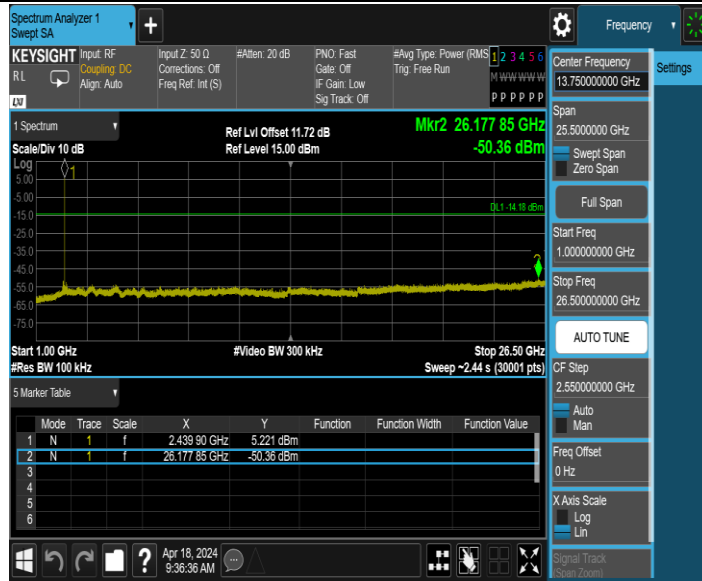 Spectrum Analyzer 1
Swept SA
+
Frequency
KEYSIGHT
RL
LXI
Input: RF
Coupling: DC
Align: Auto
Input Z: 50 Ω
Corrections: Off
Freq Ref: Int (S)
#Atten: 20 dB
PNO: Fast
Gate: Off
IF Gain: Low
Sig Track: Off
#Avg Type: Power (RMS
Trig: Free Run
1 2 3 4 5 6
M W W W W W
P P P P P P
1 Spectrum
Scale/Div 10 dB
Ref Lvl Offset 11.72 dB
Ref Level 15.00 dBm
Mkr2 26.177 85 GHz
-50.36 dBm
Log
5.00
-5.00
-15.0
-25.0
-35.0
-45.0
-55.0
-65.0
-75.0
1
DL1 -14.18 dBm
2
Start 1.00 GHz
#Res BW 100 kHz
#Video BW 300 kHz
Stop 26.50 GHz
Sweep ~2.44 s (30001 pts)
5 Marker Table
Mode Trace Scale X Y Function Function Width Function Value
1 N 1 f 2.439 90 GHz 5.221 dBm
2 N 1 f 26.177 85 GHz -50.36 dBm
3
4
5
6
?
Apr 18, 2024
9:36:36 AM
Center Frequency
13.750000000 GHz
Settings
Span
25.5000000 GHz
Swept Span
Zero Span
Full Span
Start Freq
1.000000000 GHz
Stop Freq
26.500000000 GHz
AUTO TUNE
CF Step
2.550000000 GHz
Auto
Man
Freq Offset
0 Hz
X Axis Scale
Log
Lin
Signal Track
(Span Zoom)